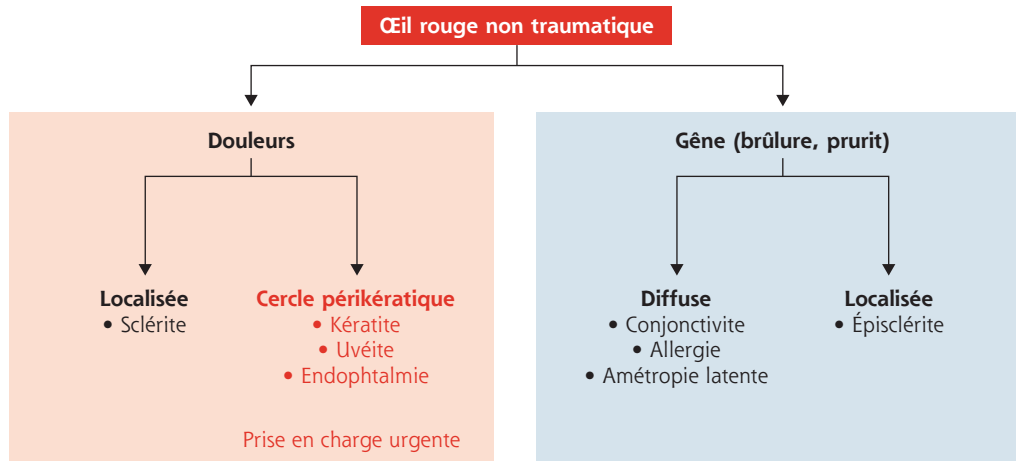 Œil rouge non traumatique
Douleurs
Localisée
• Sclérite
Cercle périkératique
• Kératite
• Uvéite
• Endophtalmie
Prise en charge urgente
Gêne (brûlure, prurit)
Diffuse
• Conjonctivite
• Allergie
• Amétropie latente
Localisée
• Épisclérite